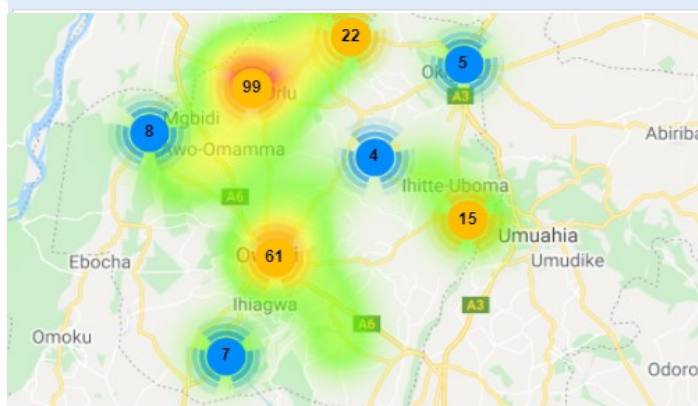 22
5
99
A3
Mgbidi
8
Abiriba
wo-Omamma
4
Ihitte-Uboma
A6
15
Umuahia
61
Ebocha
Umudike
Ihiagwa
A3
A6
Omoku
7
Odoro